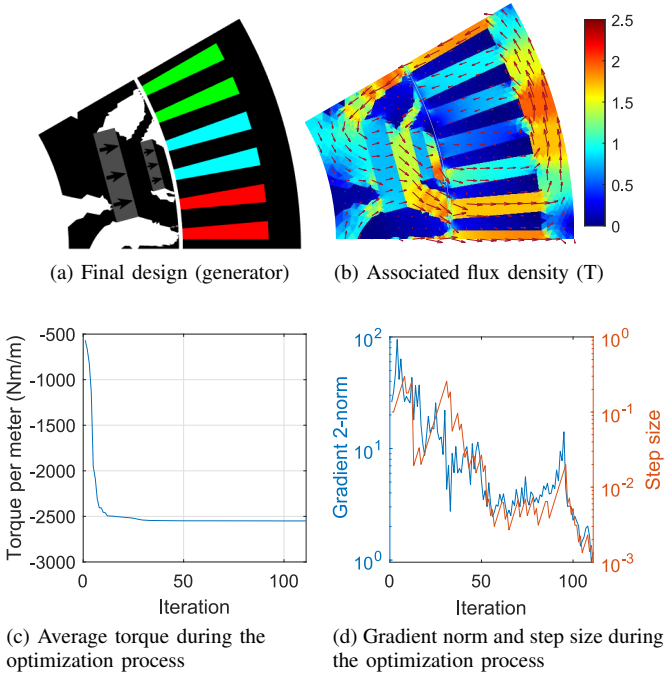 2.5
2
1.5
1
0.5
0
(a) Final design (generator)
(b) Associated flux density (T)
-500
-1000
-1500
-2000
-2500
-3000
0
50
100
Torque per meter (Nm/m)
Iteration
10^2
10^1
10^0
Gradient 2-norm
10^0
10^-1
10^-2
10^-3
Step size
0
50
100
Iteration
(c) Average torque during the
optimization process
(d) Gradient norm and step size during
the optimization process